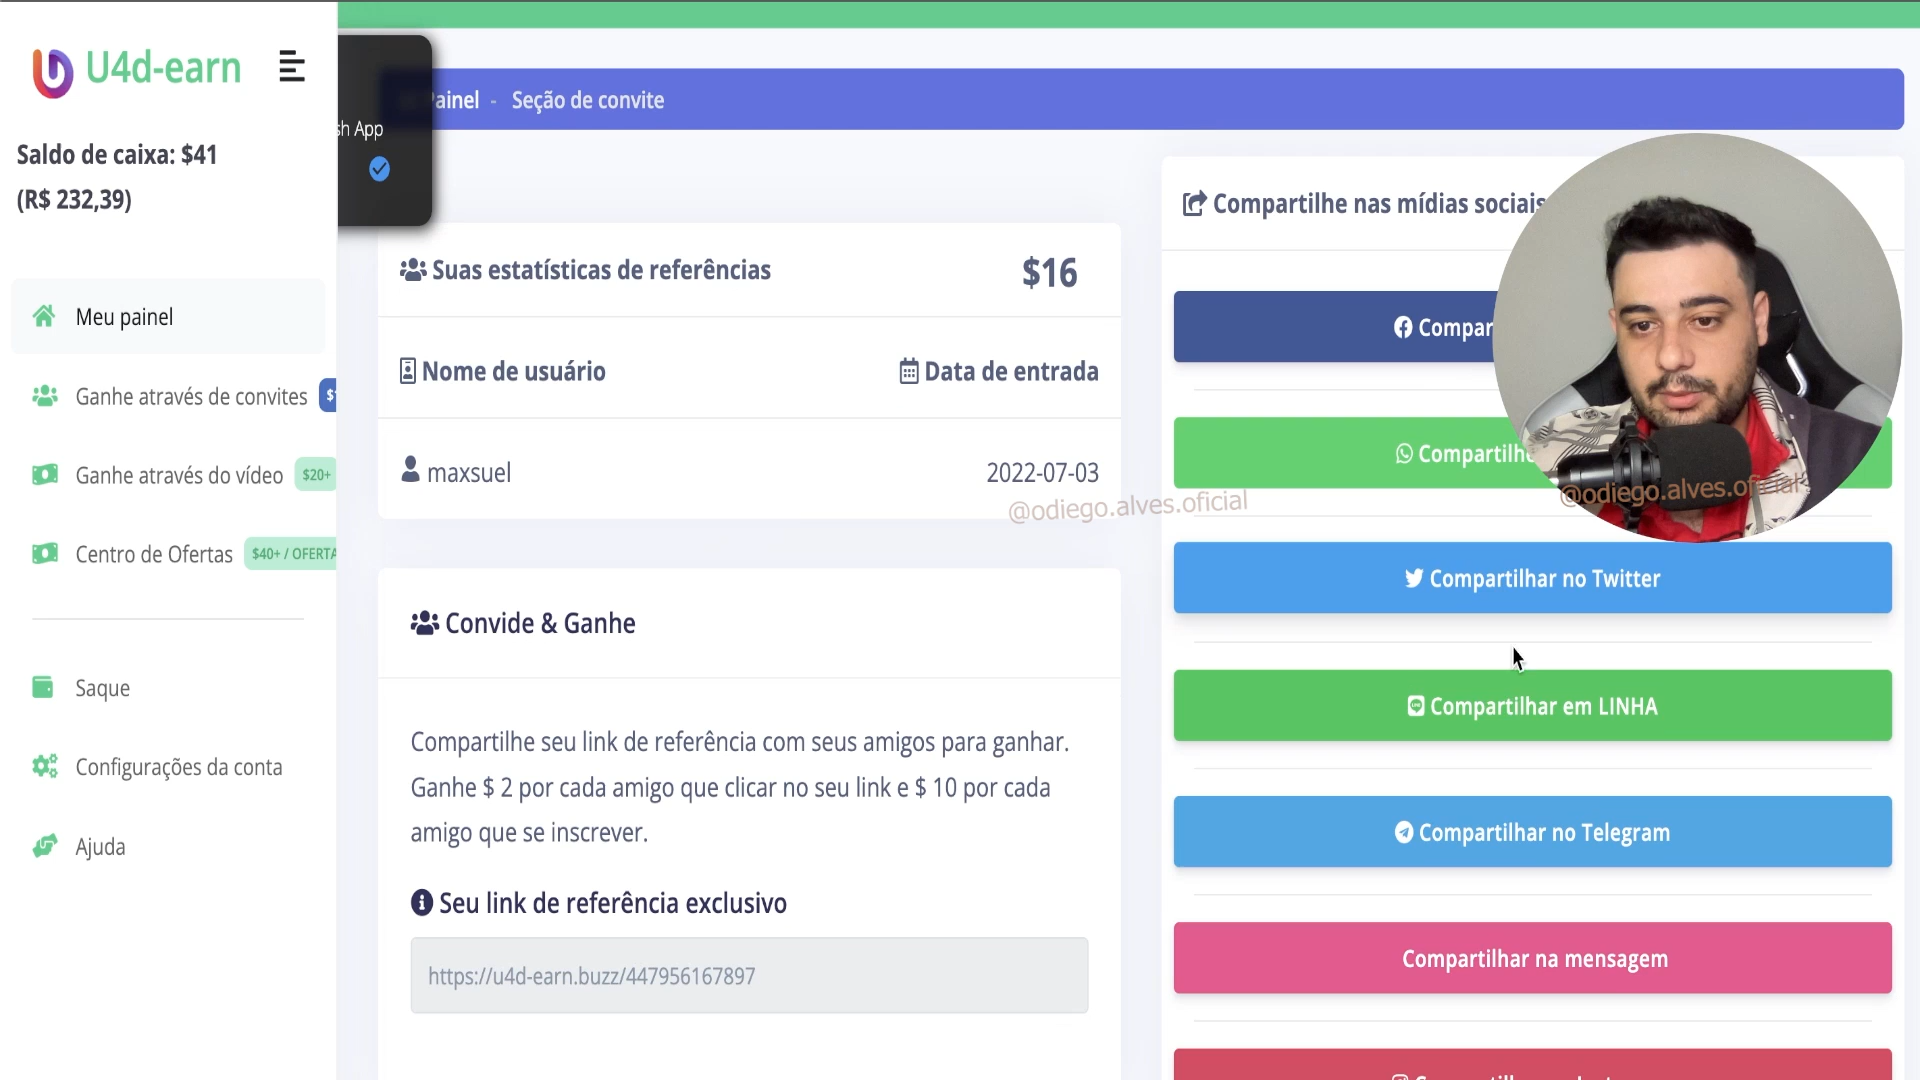 U4d-earn
Saldo de caixa: $41
(R$ 232,39)
Meu painel
Ganhe através de convites
Ganhe através do vídeo $20+
Centro de Ofertas $40+ / OFERTA
Saque
Configurações da conta
Ajuda
App
Painel - Seção de convite
Suas estatísticas de referências $16
Nome de usuário Data de entrada
maxsuel 2022-07-03
Convide & Ganhe
Compartilhe seu link de referência com seus amigos para ganhar.
Ganhe $ 2 por cada amigo que clicar no seu link e $ 10 por cada
amigo que se inscrever.
Seu link de referência exclusivo
https://u4d-earn.buzz/447956167897
Compartilhe nas mídias sociais
Compar
Compartilhe
Compartilhar no Twitter
Compartilhar em LINHA
Compartilhar no Telegram
Compartilhar na mensagem
@odiego.alves.oficial
@odiego.alves.oficial